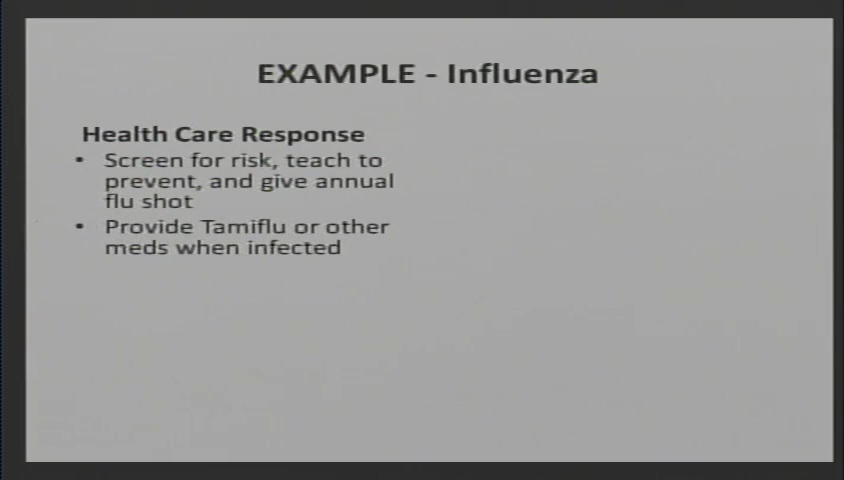 EXAMPLE - Influenza
Health Care Response
• Screen for risk, teach to
prevent, and give annual
flu shot
• Provide Tamiflu or other
meds when infected